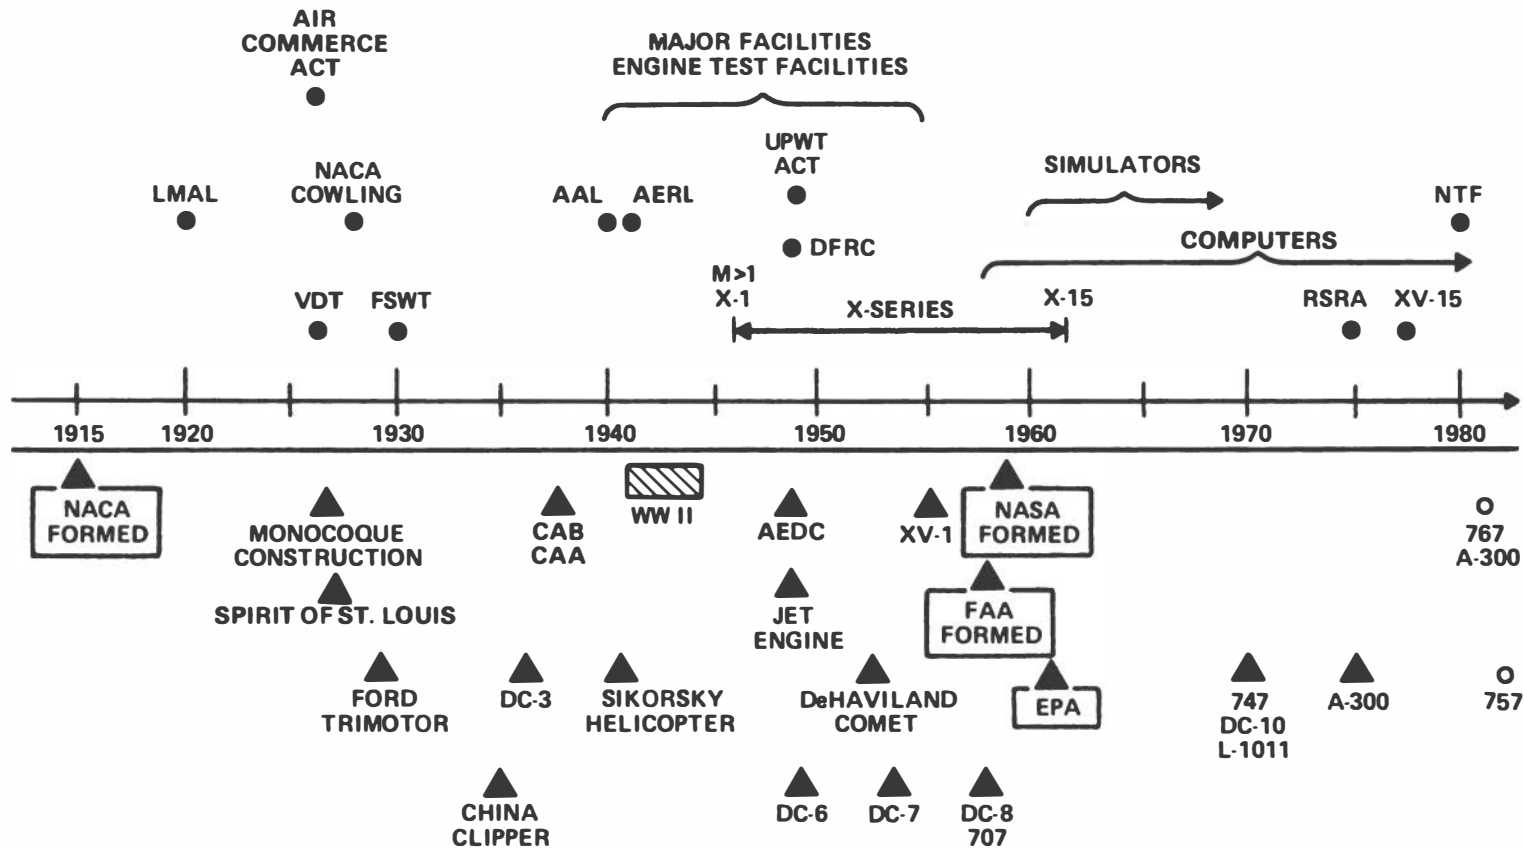 AIR
COMMERCE
ACT
MAJOR FACILITIES
ENGINE TEST FACILITIES
UPWT
ACT
SIMULATORS
NACA
COWLING
LMAL
AAL
AERL
NTF
DFRC
COMPUTERS
M>1
X-1
X-SERIES
X-15
VDT
FSWT
RSRA
XV-15
1915
1920
1930
1940
1950
1960
1970
1980
NACA
FORMED
MONOCOQUE
CONSTRUCTION
CAB
CAA
WW II
AEDC
XV-1
NASA
FORMED
767
A-300
SPIRIT OF ST. LOUIS
JET
ENGINE
FAA
FORMED
FORD
TRIMOTOR
DC-3
SIKORSKY
HELICOPTER
DeHAVILAND
COMET
EPA
747
DC-10
L-1011
A-300
757
CHINA
CLIPPER
DC-6
DC-7
DC-8
707